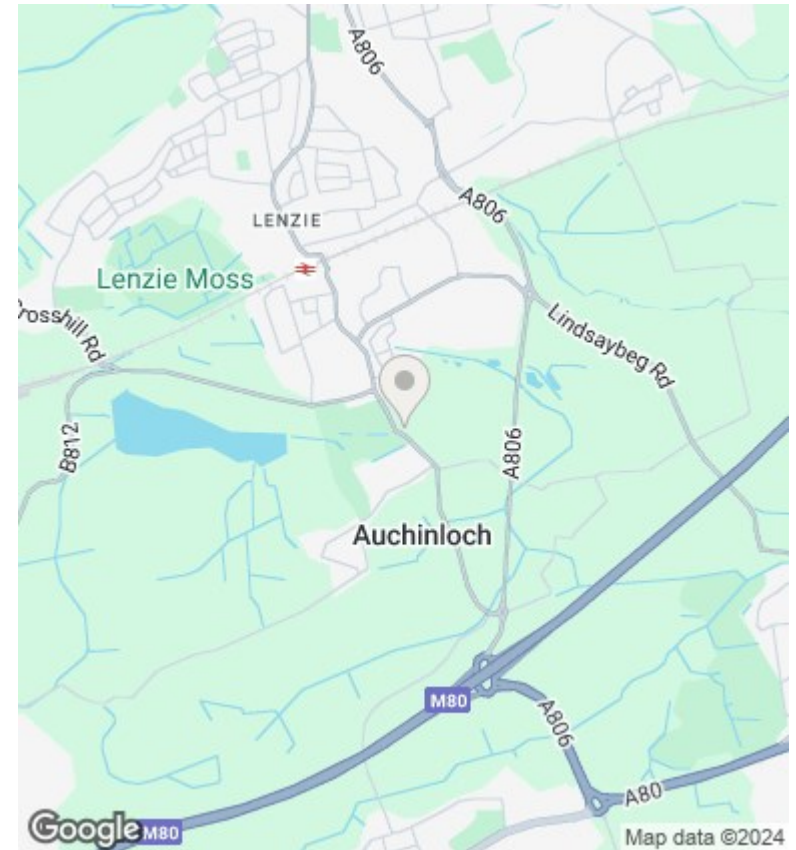 A806
LENZIE
A806
Lenzie Moss
Crosshill Rd
Lindsaybeg Rd
B812
A806
Auchinloch
M80
A806
A80
Google
M80
Map data ©2024